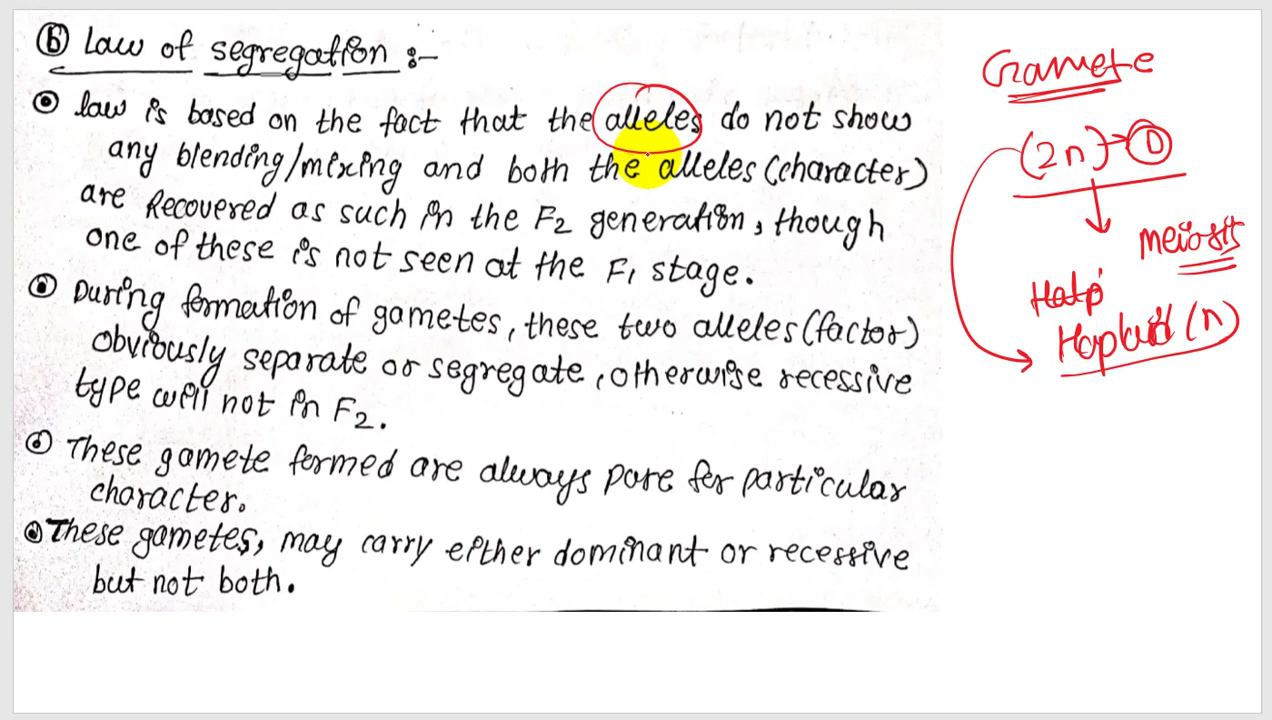 (b) Law of segregation :-
law is based on the fact that the alleles do not show
any blending/mixing and both the alleles (character)
are Recovered as such in the F2 generation, though
one of these is not seen at the F1 stage.
During formation of gametes, these two alleles (factor)
obviously separate or segregate, otherwise recessive
type will not in F2.
These gamete formed are always pore for particular
character.
These gametes, may carry either dominant or recessive
but not both.
Gamete
(2n) → D
meiosis
Halp
Haploid (n)